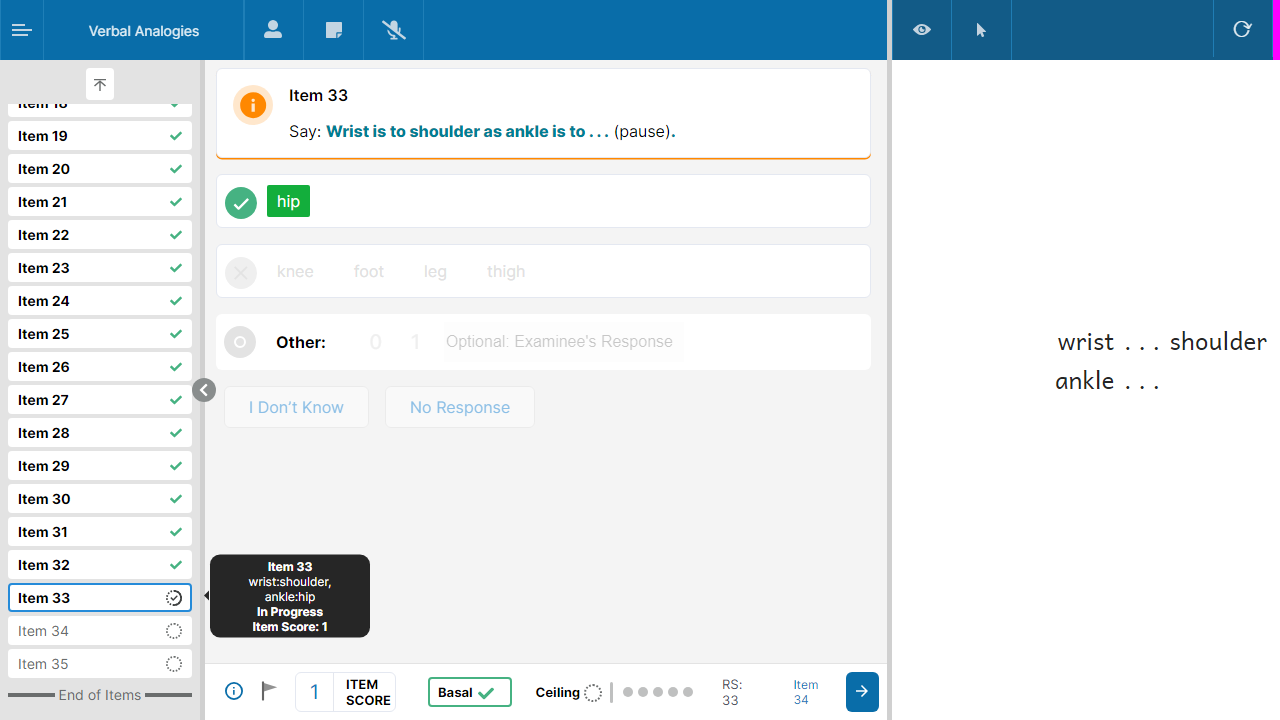 Verbal Analogies
Item 18
Item 19
Item 20
Item 21
Item 22
Item 23
Item 24
Item 25
Item 26
Item 27
Item 28
Item 29
Item 30
Item 31
Item 32
Item 33
Item 34
Item 35
End of Items
Item 33
Say: Wrist is to shoulder as ankle is to . . . (pause).
hip
knee foot leg thigh
Other: 0 1 Optional: Examinee's Response
I Don't Know No Response
Item 33
wrist:shoulder,
ankle:hip
In Progress
Item Score: 1
1 ITEM
SCORE
Basal
Ceiling
RS:
33
Item
34
wrist . . . shoulder
ankle . . .